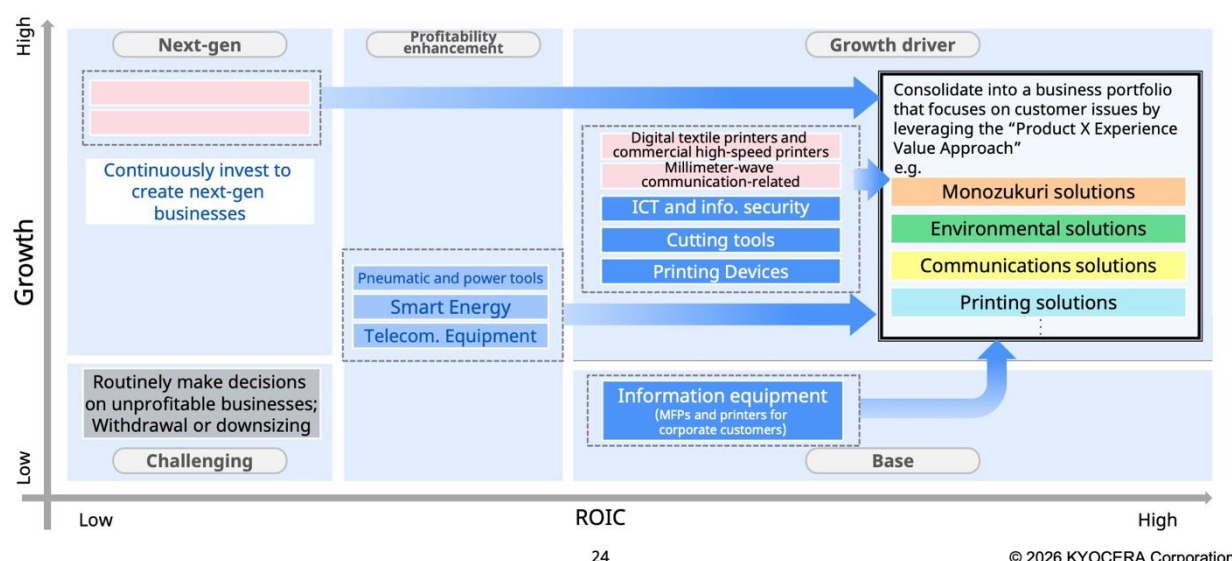 High
Growth
Low
Next-gen
Continuously invest to
create next-gen
businesses
Routinely make decisions
on unprofitable businesses;
Withdrawal or downsizing
Challenging
Profitability
enhancement
Pneumatic and power tools
Smart Energy
Telecom. Equipment
Growth driver
Digital textile printers and
commercial high-speed printers
Millimeter-wave
communication-related
ICT and info. security
Cutting tools
Printing Devices
Consolidate into a business portfolio
that focuses on customer issues by
leveraging the “Product X Experience
Value Approach”
e.g.
Monozukuri solutions
Environmental solutions
Communications solutions
Printing solutions
⋮
Information equipment
(MFPs and printers for
corporate customers)
Base
Low
ROIC
High
24
© 2026 KYOCERA Corporation